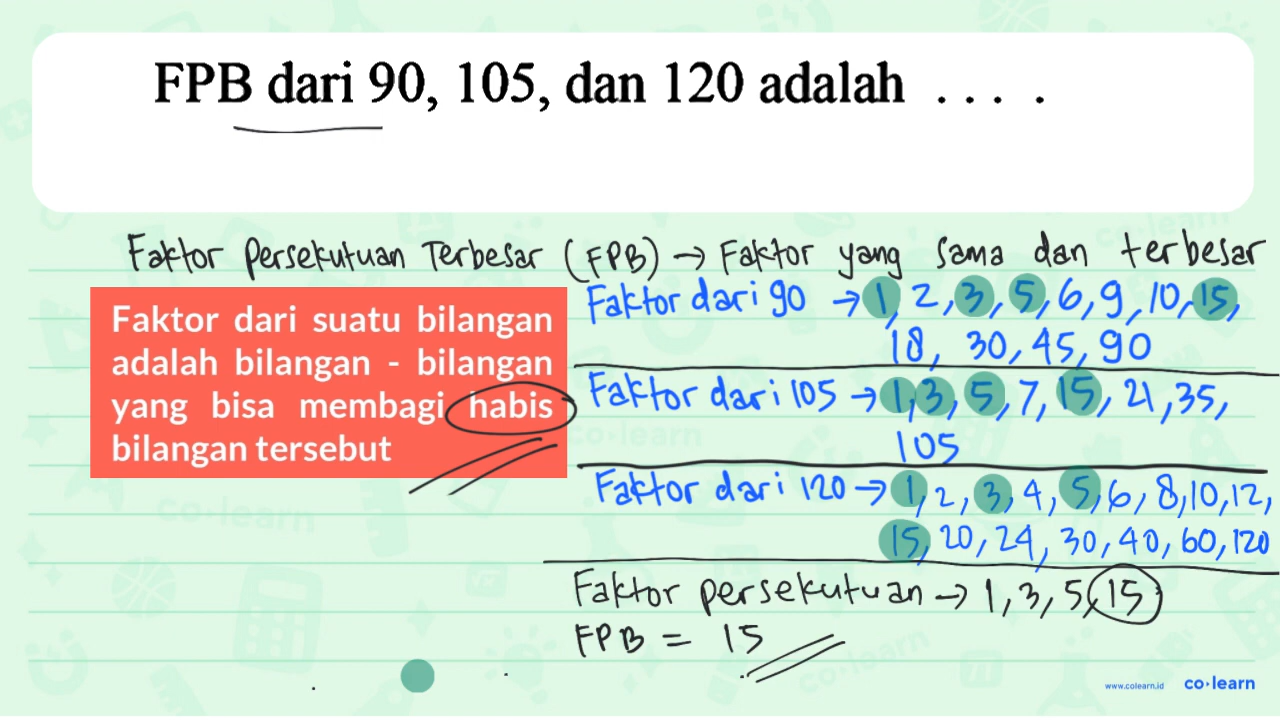 FPB dari 90, 105, dan 120 adalah . . . .
Faktor Persekutuan Terbesar (FPB) → Faktor yang sama dan terbesar
Faktor dari suatu bilangan
adalah bilangan - bilangan
yang bisa membagi habis
bilangan tersebut
Faktor dari 90 → 1, 2, 3, 5, 6, 9, 10, 15,
18, 30, 45, 90
Faktor dari 105 → 1, 3, 5, 7, 15, 21, 35,
105
Faktor dari 120 → 1, 2, 3, 4, 5, 6, 8, 10, 12,
15, 20, 24, 30, 40, 60, 120
Faktor persekutuan → 1, 3, 5, 15
FPB = 15
www.colearn.id co·learn